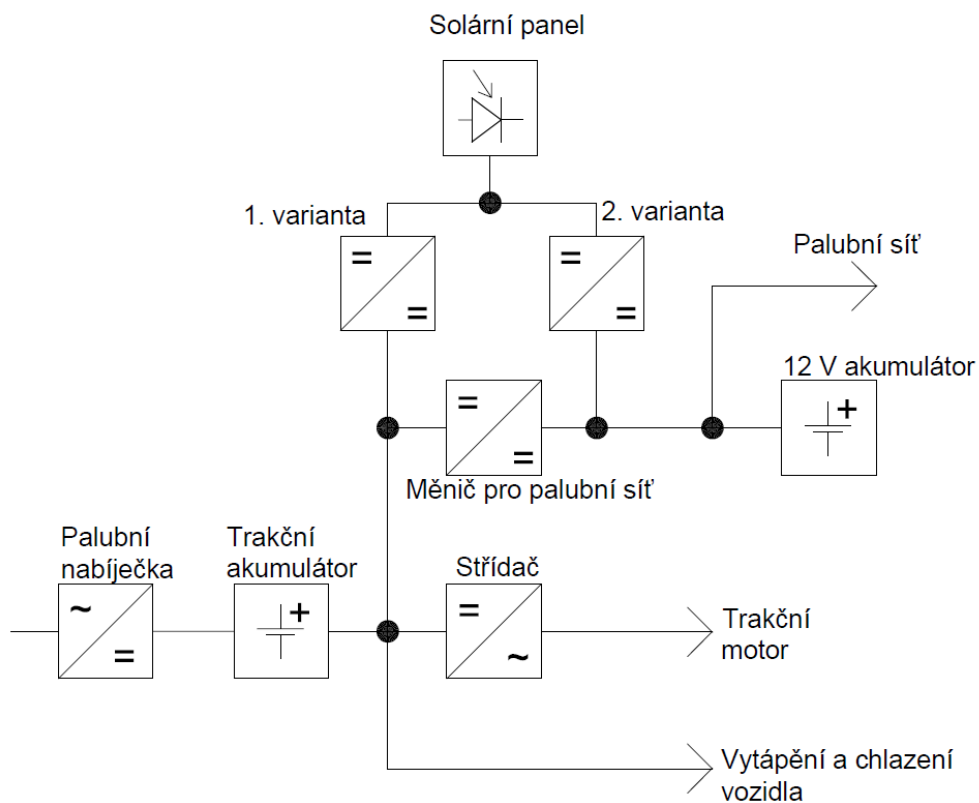 Solární panel
1. varianta
2. varianta
= =
= =
Palubní síť
12 V akumulátor
= =
+
Měnič pro palubní síť
Palubní
nabíječka
Trakční
akumulátor
Střídač
~ =
+
= ~
Trakční
motor
Vytápění a chlazení
vozidla